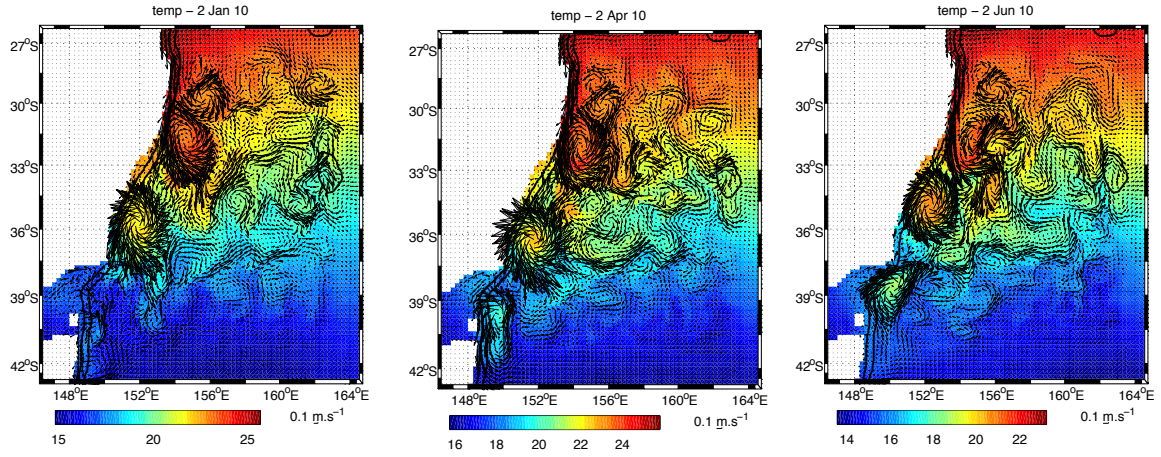 temp − 2 Jan 10
27°S
30°S
33°S
36°S
39°S
42°S
148°E 152°E 156°E 160°E 164°E
15 20 25
0.1 m.s⁻¹
temp − 2 Apr 10
27°S
30°S
33°S
36°S
39°S
42°S
148°E 152°E 156°E 160°E 164°E
16 18 20 22 24
0.1 m.s⁻¹
temp − 2 Jun 10
27°S
30°S
33°S
36°S
39°S
42°S
148°E 152°E 156°E 160°E 164°E
14 16 18 20 22
0.1 m.s⁻¹